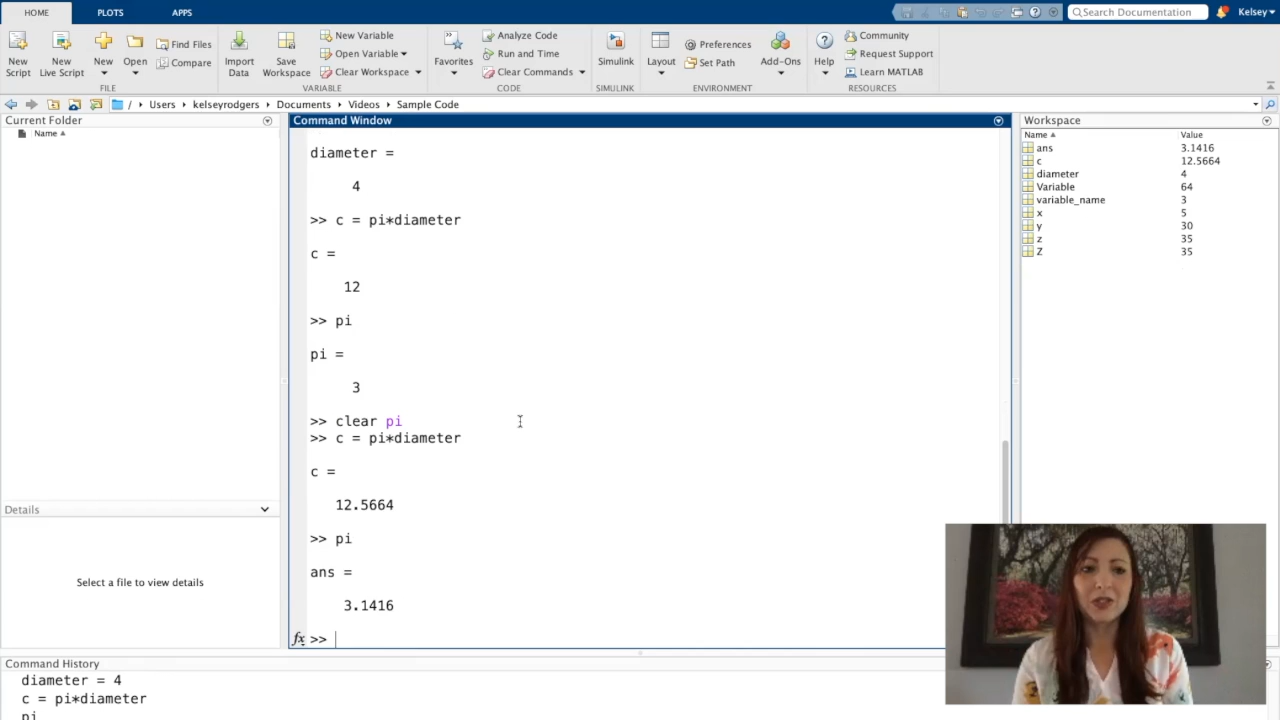 HOME PLOTS APPS Search Documentation Kelsey
New Script
New Live Script
New
Open
Find Files
Compare
FILE
Import Data
Save Workspace
New Variable
Open Variable
Clear Workspace
VARIABLE
Favorites
Analyze Code
Run and Time
Clear Commands
CODE
Simulink
SIMULINK
Layout
Preferences
Set Path
Add-Ons
ENVIRONMENT
Help
Community
Request Support
Learn MATLAB
RESOURCES
/ Users kelseyrodgers Documents Videos Sample Code
Current Folder
Name
Details
Select a file to view details
Command Window
diameter =
4
>> c = pi*diameter
c =
12
>> pi
pi =
3
>> clear pi
>> c = pi*diameter
c =
12.5664
>> pi
ans =
3.1416
fx >>
Workspace
Name Value
ans 3.1416
c 12.5664
diameter 4
Variable 64
variable_name 3
x 5
y 30
z 35
Z 35
Command History
diameter = 4
c = pi*diameter
pi